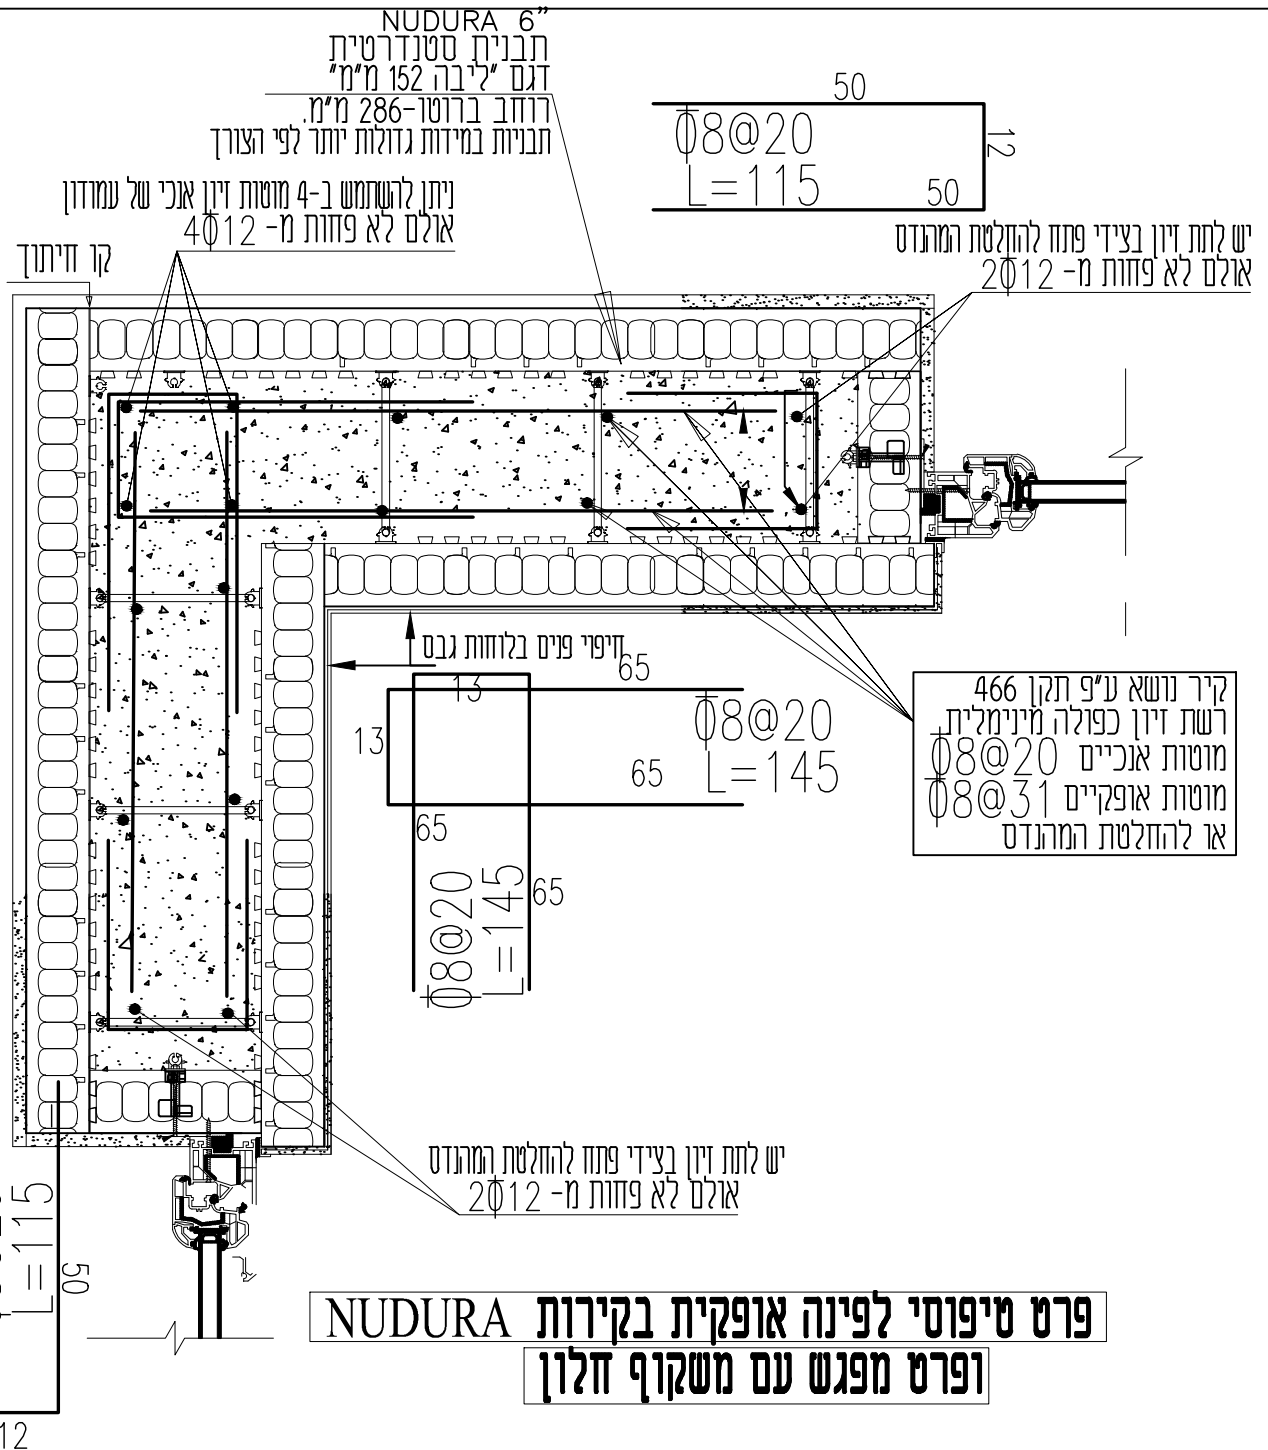 NUDURA 6"
תבנית סטנדרטית
דגם "ליבה 152 מ"מ"
רוחב ברוטו-286 מ"מ.
תבניות במידות גדולות יותר לפי הצורך
50
Φ8@20
L=115
12
50
ניתן להשתמש ב-4 מוטות זיון אנכי של עמודון
אולם לא פחות מ- 4Φ12
קו חיתוך
יש לתת זיון בצידי פתח להחלטת המהנדס
אולם לא פחות מ- 2Φ12
חיפוי פנים בלוחות גבס
65
13
13
Φ8@20
L=145
65
65
65
Φ8@20
L=145
קיר נושא ע"פ תקן 466
רשת זיון כפולה מינימלית
מוטות אנכיים Φ8@20
מוטות אופקיים Φ8@31
או להחלטת המהנדס
יש לתת זיון בצידי פתח להחלטת המהנדס
אולם לא פחות מ- 2Φ12
L=115
50
12
פרט טיפוסי לפינה אופקית בקירות NUDURA
ופרט מפגש עם משקוף חלון